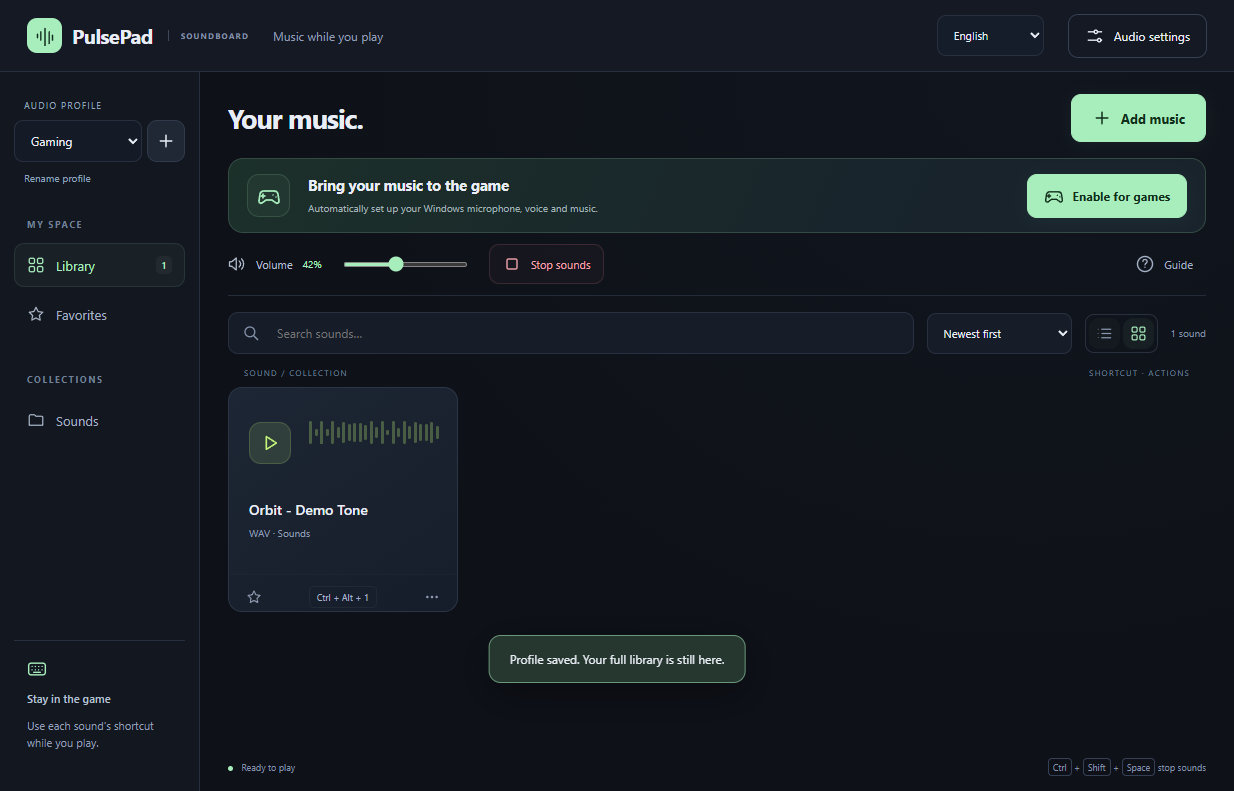 PulsePad
SOUNDBOARD
Music while you play
English
Audio settings
AUDIO PROFILE
Gaming
Rename profile
MY SPACE
Library
1
Favorites
COLLECTIONS
Sounds
Stay in the game
Use each sound's shortcut
while you play.
Your music.
Add music
Bring your music to the game
Automatically set up your Windows microphone, voice and music.
Enable for games
Volume 42%
Stop sounds
Guide
Search sounds...
Newest first
1 sound
SOUND / COLLECTION
SHORTCUT · ACTIONS
Orbit - Demo Tone
WAV · Sounds
Ctrl + Alt + 1
Profile saved. Your full library is still here.
Ready to play
Ctrl + Shift + Space stop sounds